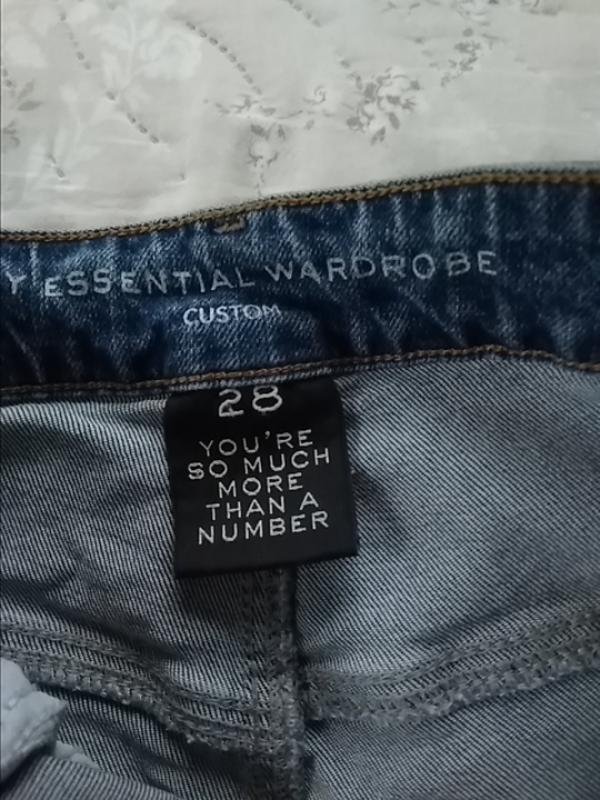 Y ESSENTIAL WARDROBE
CUSTOM
28
YOU'RE
SO MUCH
MORE
THAN A
NUMBER